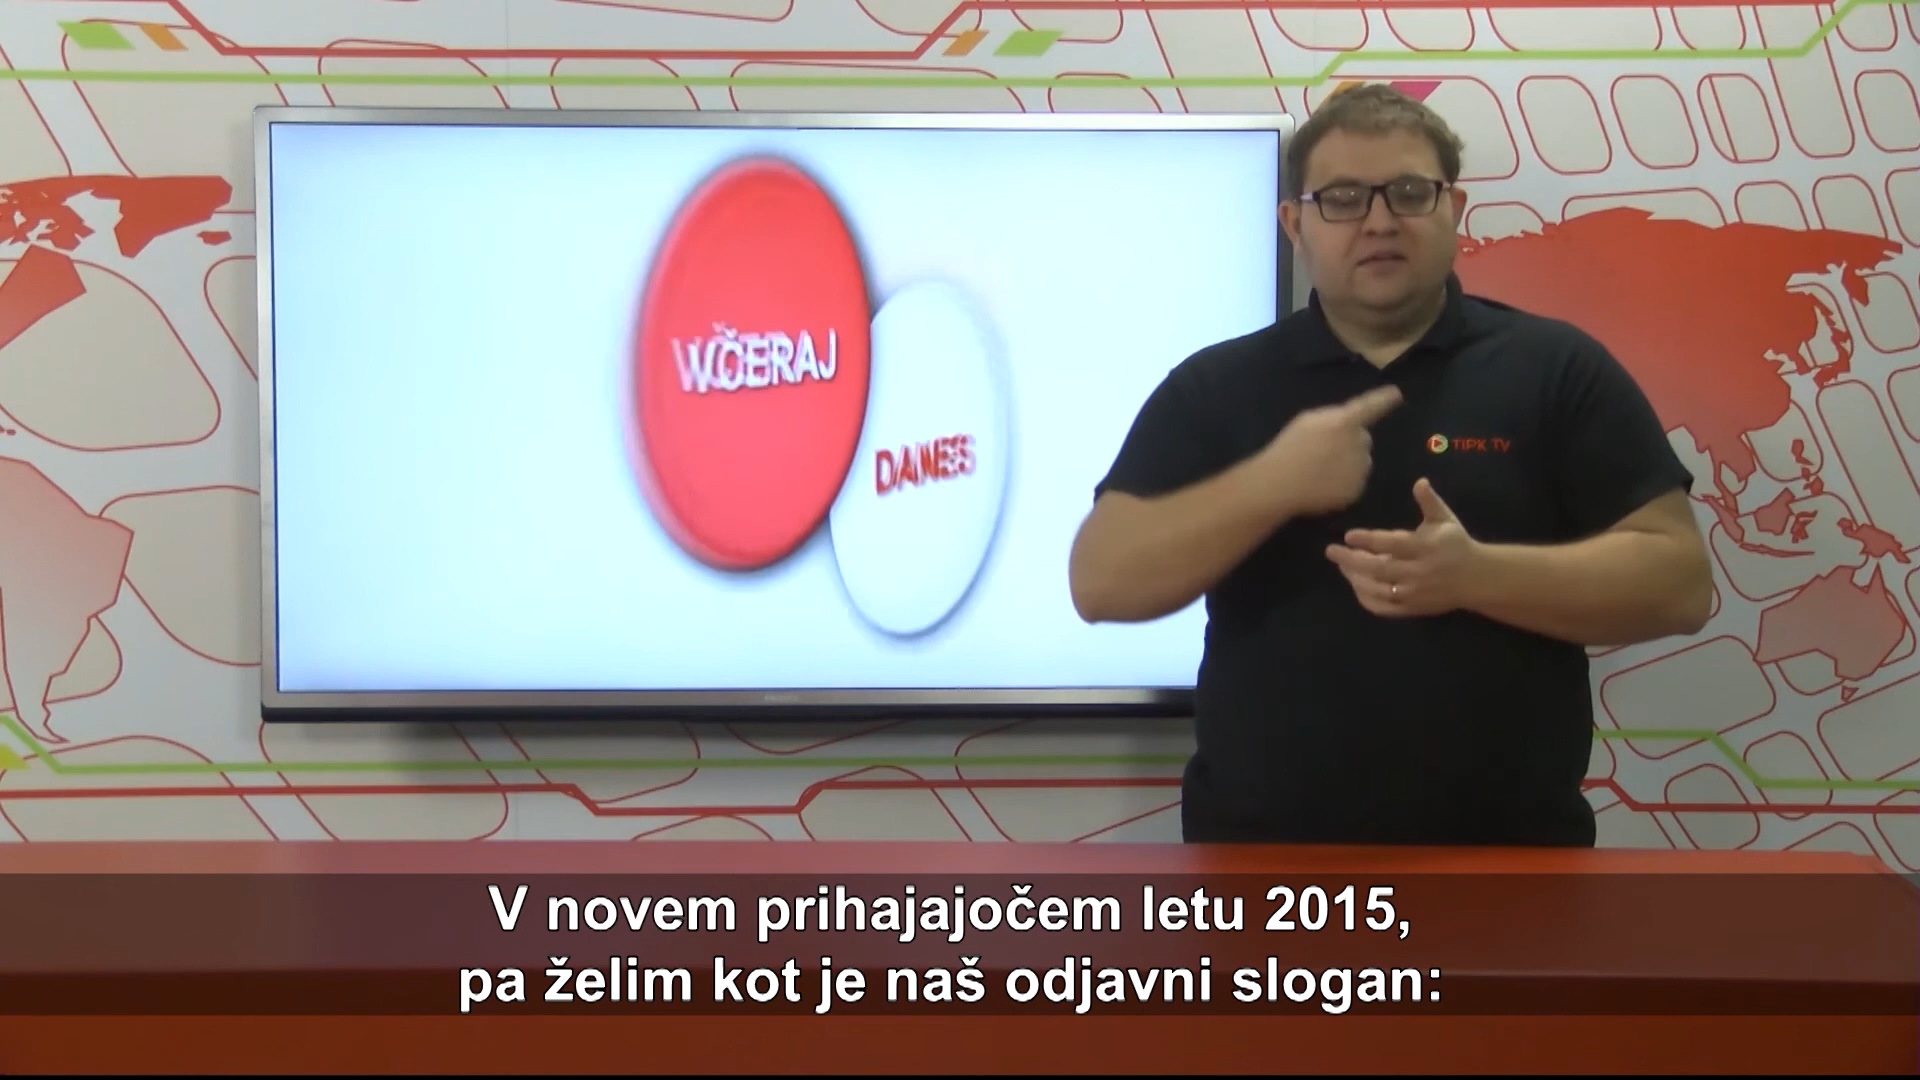 VČERAJ
DANES
TIPK TV
V novem prihajajočem letu 2015,
pa želim kot je naš odjavni slogan: